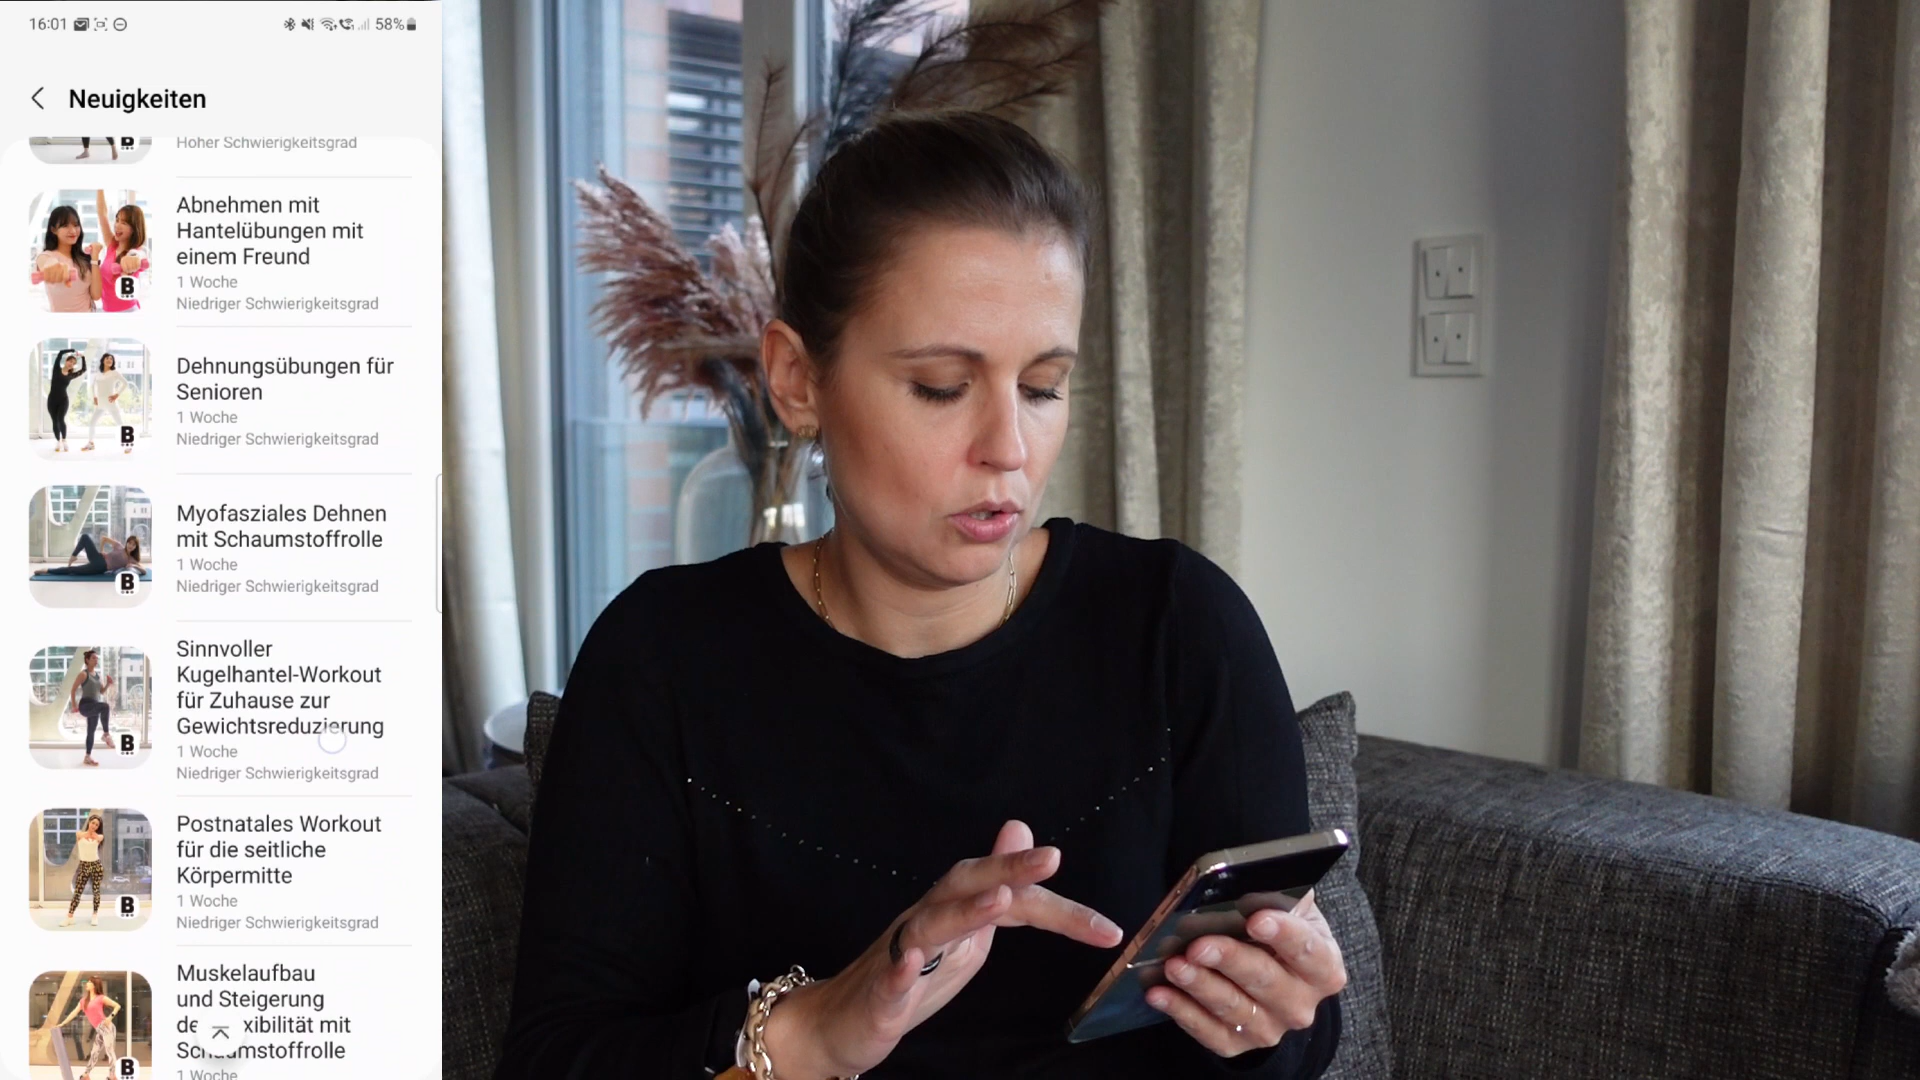 16:01
58%
Neuigkeiten
Hoher Schwierigkeitsgrad
Abnehmen mit
Hantelübungen mit
einem Freund
1 Woche
Niedriger Schwierigkeitsgrad
B
Dehnungsübungen für
Senioren
1 Woche
Niedriger Schwierigkeitsgrad
B
Myofasziales Dehnen
mit Schaumstoffrolle
1 Woche
Niedriger Schwierigkeitsgrad
B
Sinnvoller
Kugelhantel-Workout
für Zuhause zur
Gewichtsreduzierung
1 Woche
Niedriger Schwierigkeitsgrad
B
Postnatales Workout
für die seitliche
Körpermitte
1 Woche
Niedriger Schwierigkeitsgrad
B
Muskelaufbau
und Steigerung
mit
1 Woche
B